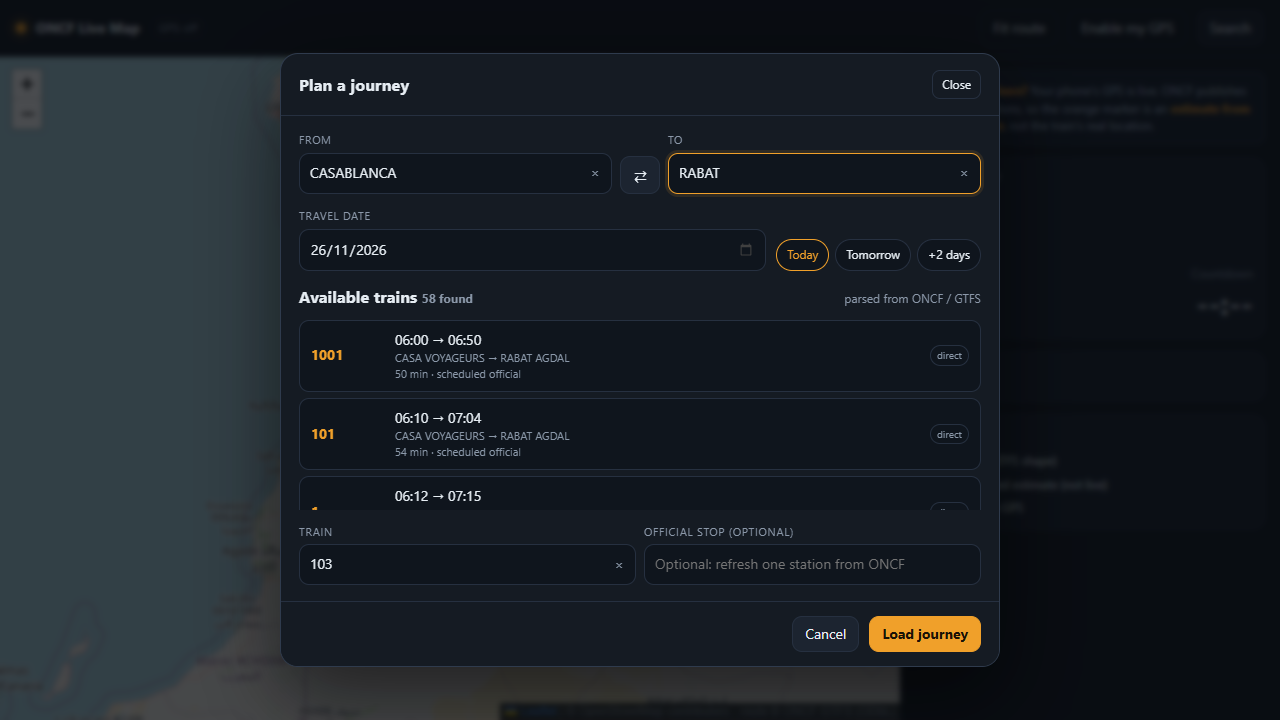 ONCF Live Map
Fit route
Enable my GPS
Search
+
−
Plan a journey
Close
FROM
TO
CASABLANCA ×
⇄
RABAT ×
TRAVEL DATE
26/11/2026
Today
Tomorrow
+2 days
Available trains 58 found
parsed from ONCF / GTFS
1001
06:00 → 06:50
CASA VOYAGEURS → RABAT AGDAL
50 min · scheduled official
direct
101
06:10 → 07:04
CASA VOYAGEURS → RABAT AGDAL
54 min · scheduled official
direct
06:12 → 07:15
TRAIN
OFFICIAL STOP (OPTIONAL)
103 ×
Optional: refresh one station from ONCF
Cancel
Load journey